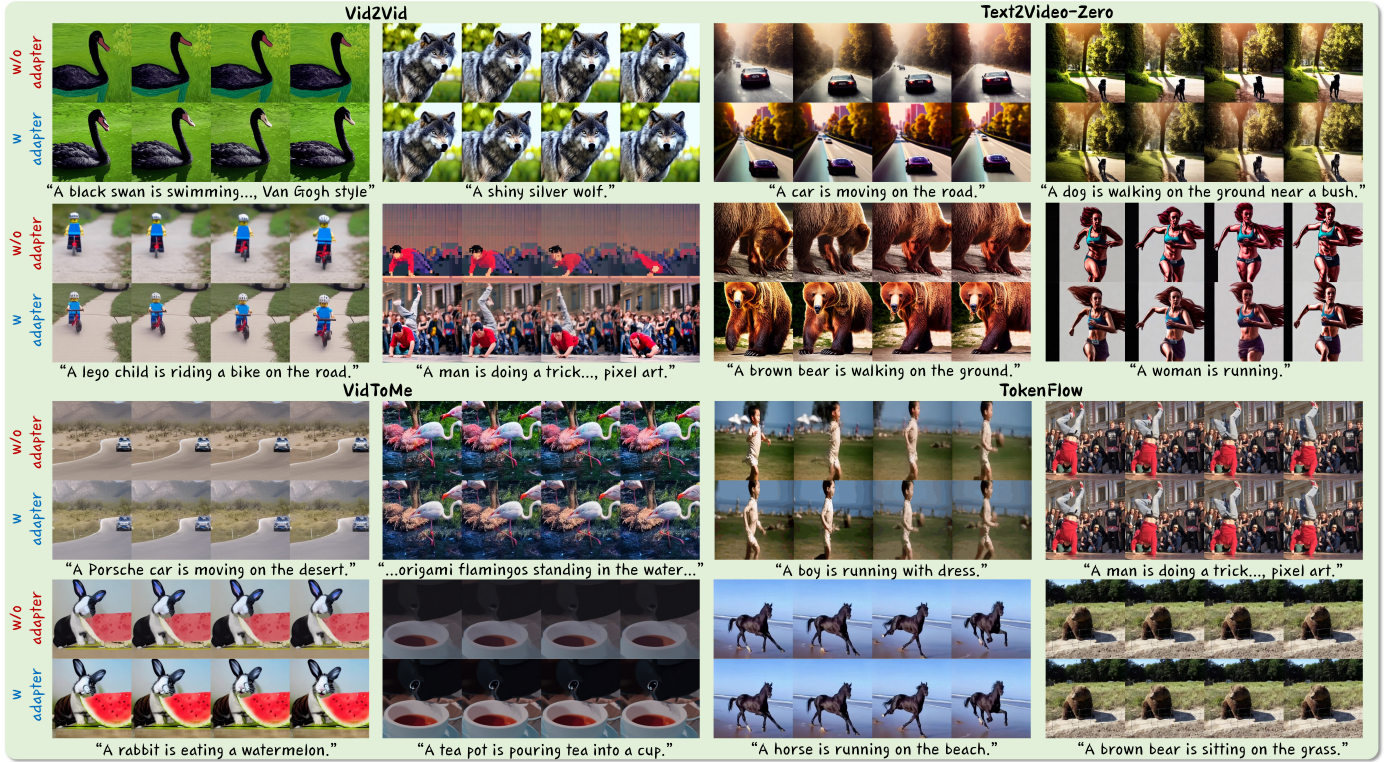 Vid2Vid
Text2Video-Zero
w/o adapter
w adapter
"A black swan is swimming..., Van Gogh style"
"A shiny silver wolf."
"A car is moving on the road."
"A dog is walking on the ground near a bush."
w/o adapter
w adapter
"A lego child is riding a bike on the road."
"A man is doing a trick..., pixel art."
"A brown bear is walking on the ground."
"A woman is running."
VidToMe
TokenFlow
w/o adapter
w adapter
"A Porsche car is moving on the desert."
"...origami flamingos standing in the water..."
"A boy is running with dress."
"A man is doing a trick..., pixel art."
w/o adapter
w adapter
"A rabbit is eating a watermelon."
"A tea pot is pouring tea into a cup."
"A horse is running on the beach."
"A brown bear is sitting on the grass."